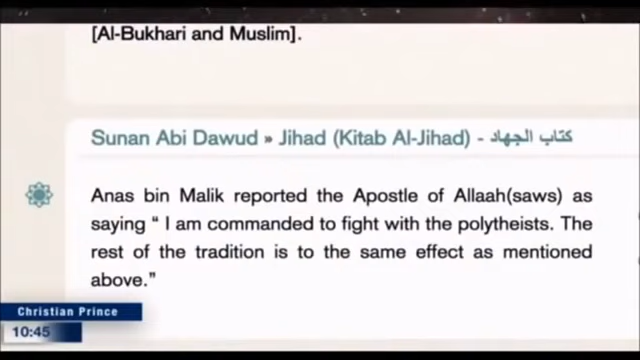 [Al-Bukhari and Muslim].
Sunan Abi Dawud » Jihad (Kitab Al-Jihad) - كتاب الجهاد
Anas bin Malik reported the Apostle of Allaah(saws) as
saying “ I am commanded to fight with the polytheists. The
rest of the tradition is to the same effect as mentioned
above.”
Christian Prince
10:45